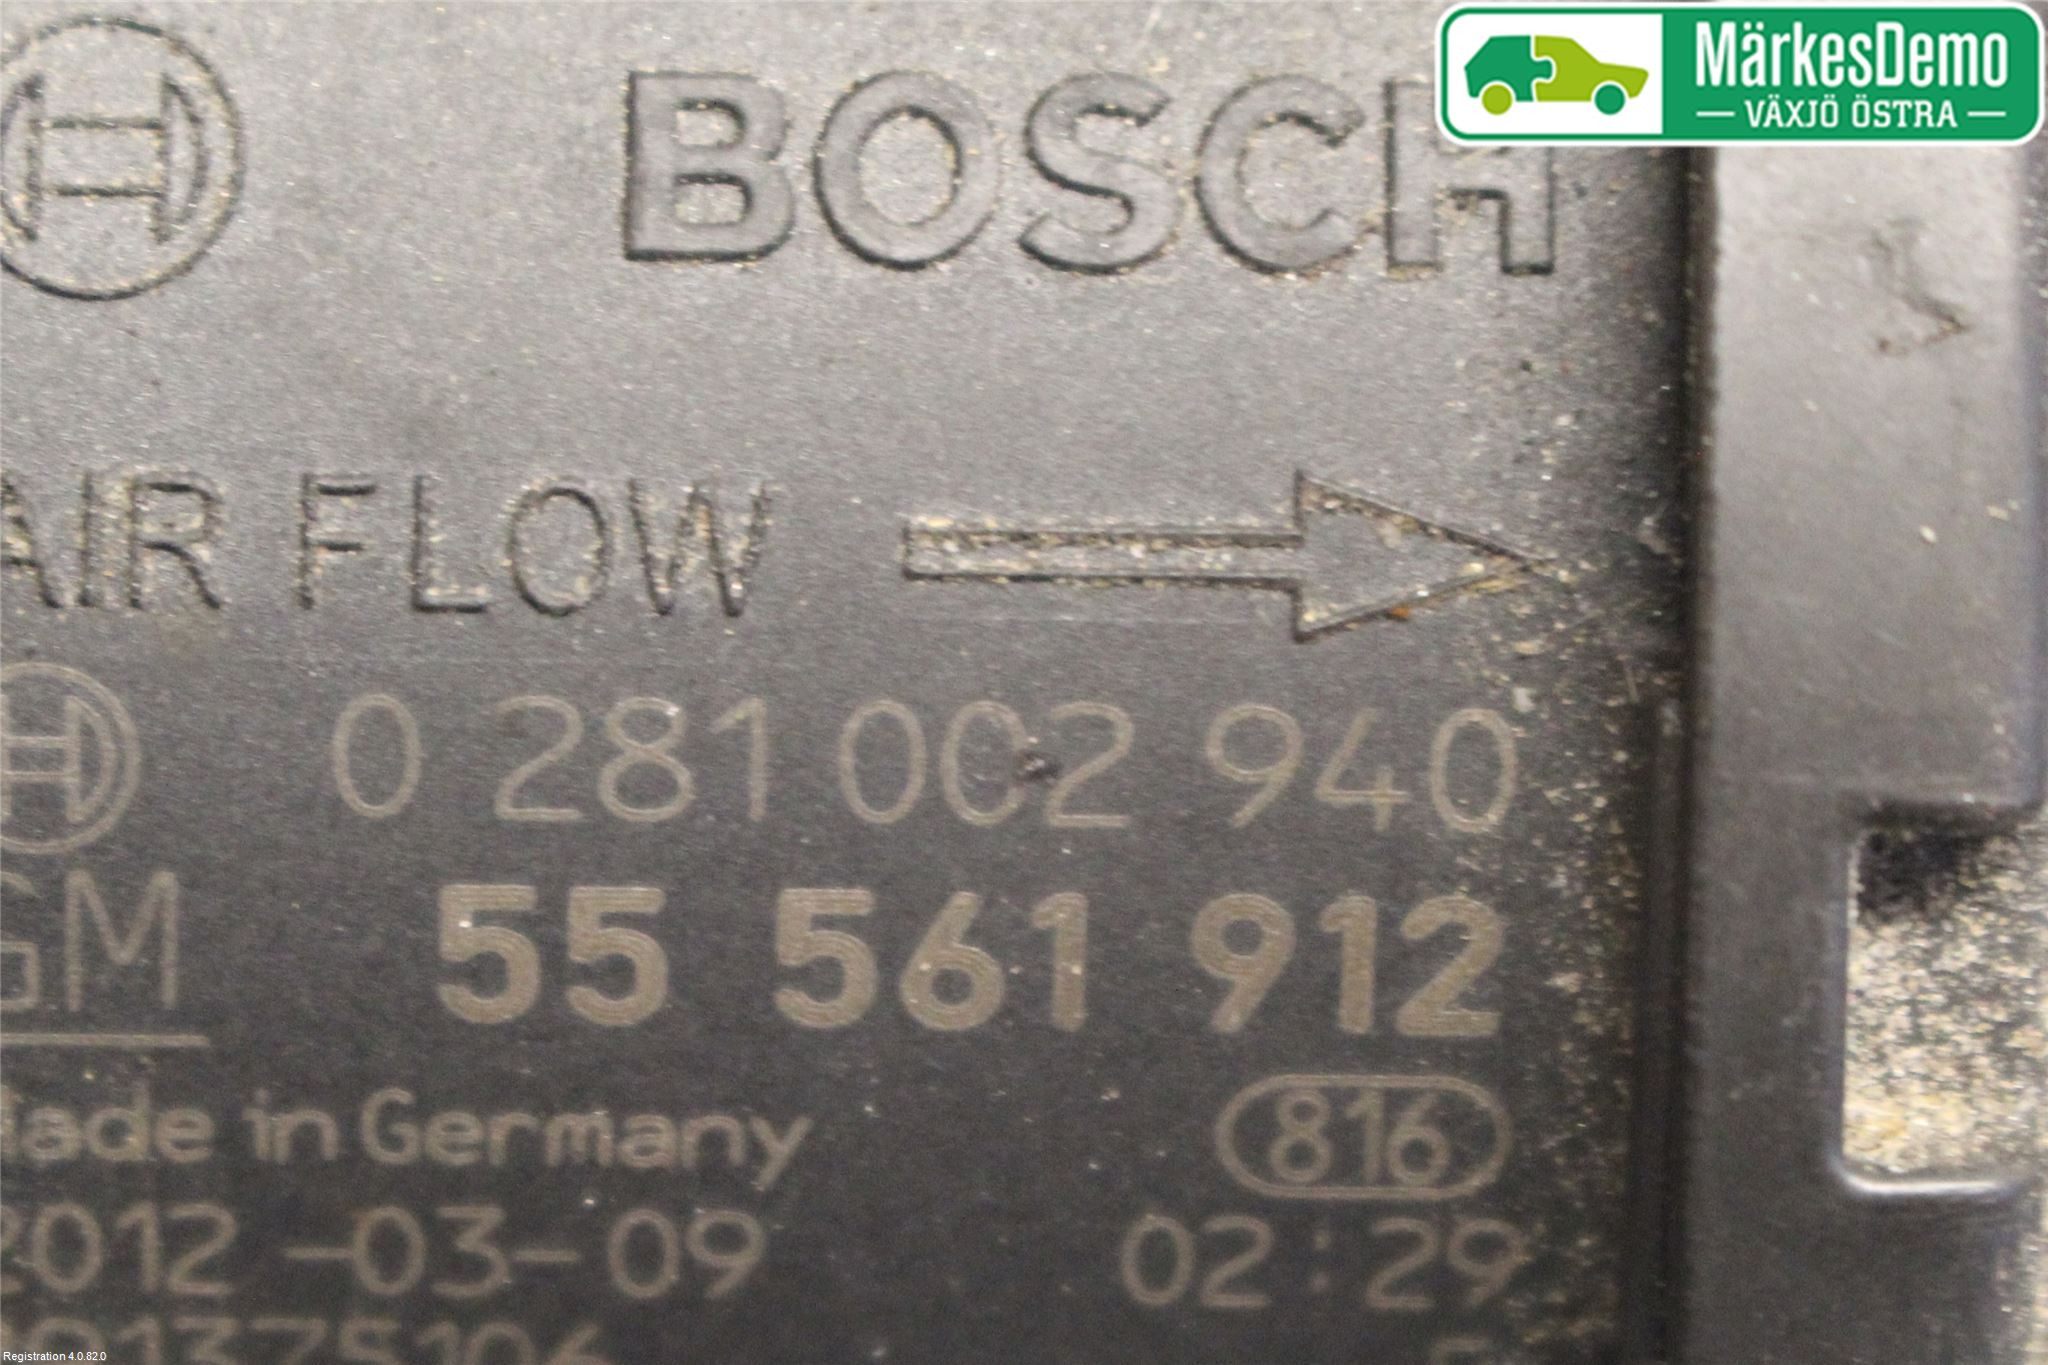 MärkesDemo
VÄXJÖ ÖSTRA
BOSCH
AIR FLOW
0 281 002 940
GM 55 561 912
Made in Germany 816
2012-03-09 02:29
Registration 4.0.82.0